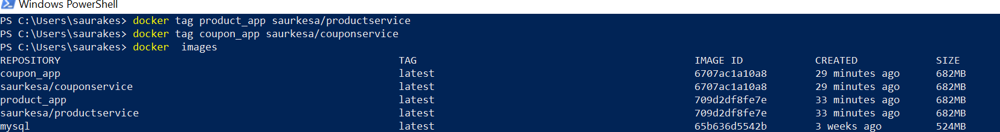 Windows PowerShell
PS C:\Users\saurakes> docker tag product_app saurkesa/productservice
PS C:\Users\saurakes> docker tag coupon_app saurkesa/couponservice
PS C:\Users\saurakes> docker  images
REPOSITORY TAG IMAGE ID CREATED SIZE
coupon_app latest 6707ac1a10a8 29 minutes ago 682MB
saurkesa/couponservice latest 6707ac1a10a8 29 minutes ago 682MB
product_app latest 709d2df8fe7e 33 minutes ago 682MB
saurkesa/productservice latest 709d2df8fe7e 33 minutes ago 682MB
mysql latest 65b636d5542b 3 weeks ago 524MB